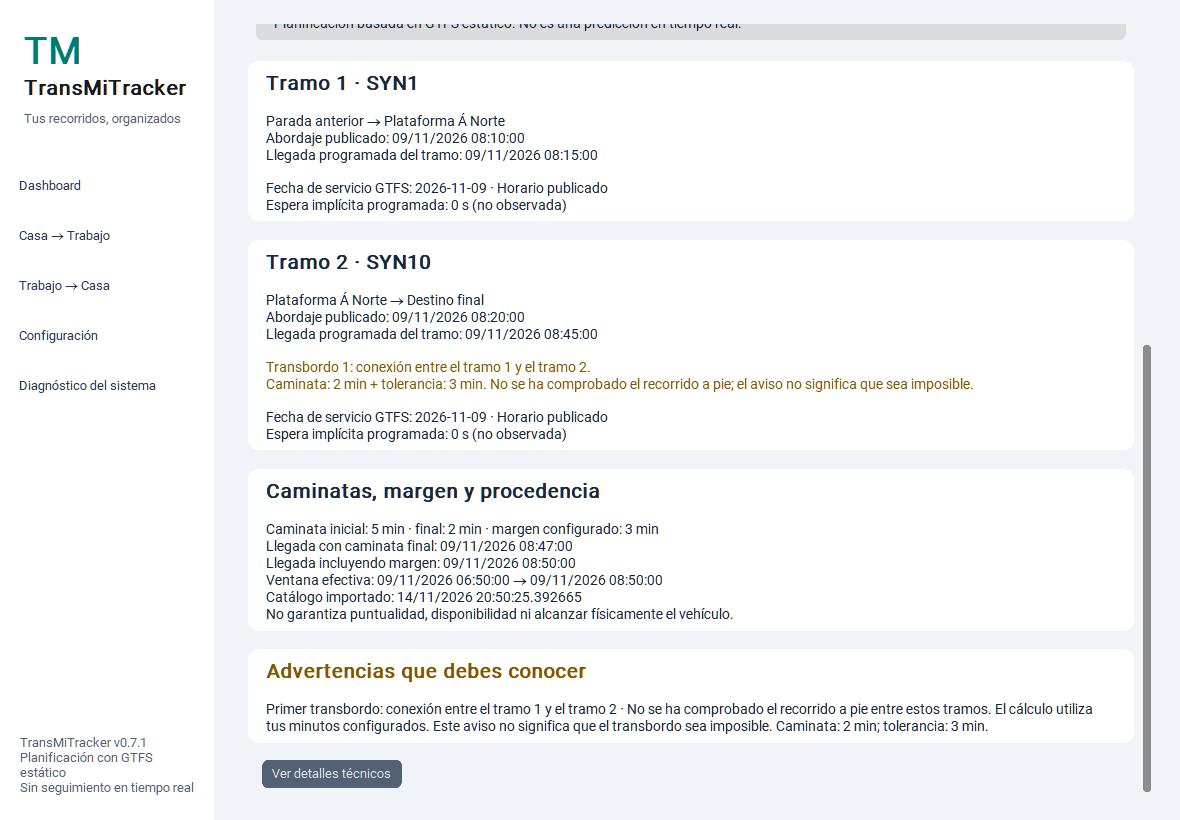 TM
TransMiTracker
Tus recorridos, organizados
Dashboard
Casa → Trabajo
Trabajo → Casa
Configuración
Diagnóstico del sistema
TransMiTracker v0.7.1
Planificación con GTFS
estático
Sin seguimiento en tiempo real
Planificación basada en GTFS estático. No es una predicción en tiempo real.
Tramo 1 · SYN1
Parada anterior → Plataforma Á Norte
Abordaje publicado: 09/11/2026 08:10:00
Llegada programada del tramo: 09/11/2026 08:15:00
Fecha de servicio GTFS: 2026-11-09 · Horario publicado
Espera implícita programada: 0 s (no observada)
Tramo 2 · SYN10
Plataforma Á Norte → Destino final
Abordaje publicado: 09/11/2026 08:20:00
Llegada programada del tramo: 09/11/2026 08:45:00
Transbordo 1: conexión entre el tramo 1 y el tramo 2.
Caminata: 2 min + tolerancia: 3 min. No se ha comprobado el recorrido a pie; el aviso no significa que sea imposible.
Fecha de servicio GTFS: 2026-11-09 · Horario publicado
Espera implícita programada: 0 s (no observada)
Caminatas, margen y procedencia
Caminata inicial: 5 min · final: 2 min · margen configurado: 3 min
Llegada con caminata final: 09/11/2026 08:47:00
Llegada incluyendo margen: 09/11/2026 08:50:00
Ventana efectiva: 09/11/2026 06:50:00 → 09/11/2026 08:50:00
Catálogo importado: 14/11/2026 20:50:25.392665
No garantiza puntualidad, disponibilidad ni alcanzar físicamente el vehículo.
Advertencias que debes conocer
Primer transbordo: conexión entre el tramo 1 y el tramo 2 · No se ha comprobado el recorrido a pie entre estos tramos. El cálculo utiliza
tus minutos configurados. Este aviso no significa que el transbordo sea imposible. Caminata: 2 min; tolerancia: 3 min.
Ver detalles técnicos